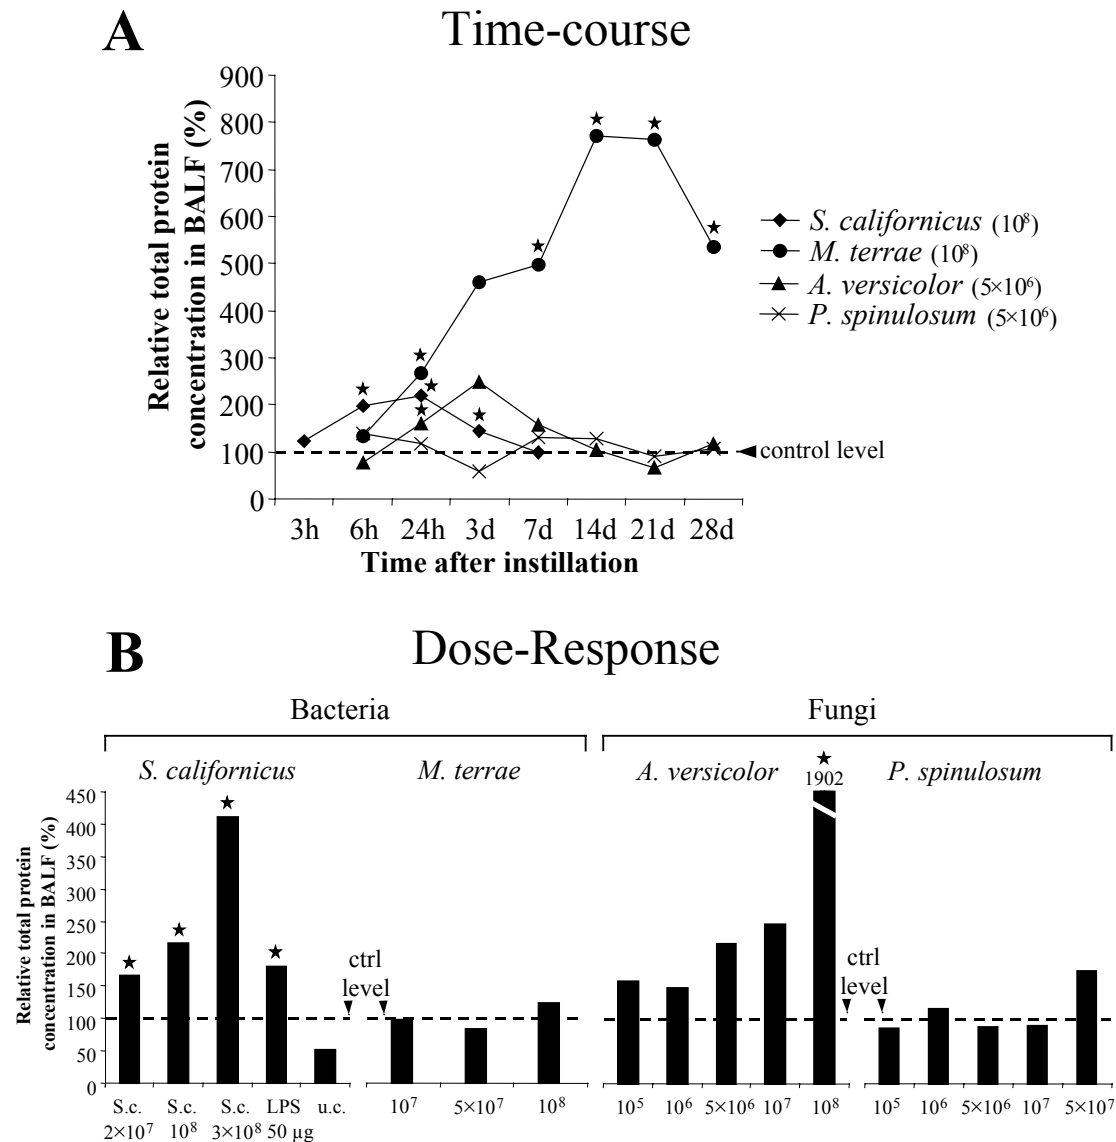 A
Time-course
Relative total protein
concentration in BALF (%)
900
800
700
600
500
400
300
200
100
0
3h 6h 24h 3d 7d 14d 21d 28d
Time after instillation
S. californicus (10⁸)
M. terrae (10⁸)
A. versicolor (5×10⁶)
P. spinulosum (5×10⁶)
control level
B
Dose-Response
Bacteria
Fungi
S. californicus
M. terrae
A. versicolor
P. spinulosum
1902
Relative total protein
concentration in BALF (%)
450
400
350
300
250
200
150
100
50
0
ctrl
level
ctrl
level
S.c. S.c. S.c. LPS u.c.
2×10⁷ 10⁸ 3×10⁸ 50 µg
10⁷ 5×10⁷ 10⁸
10⁵ 10⁶ 5×10⁶ 10⁷ 10⁸
10⁵ 10⁶ 5×10⁶ 10⁷ 5×10⁷